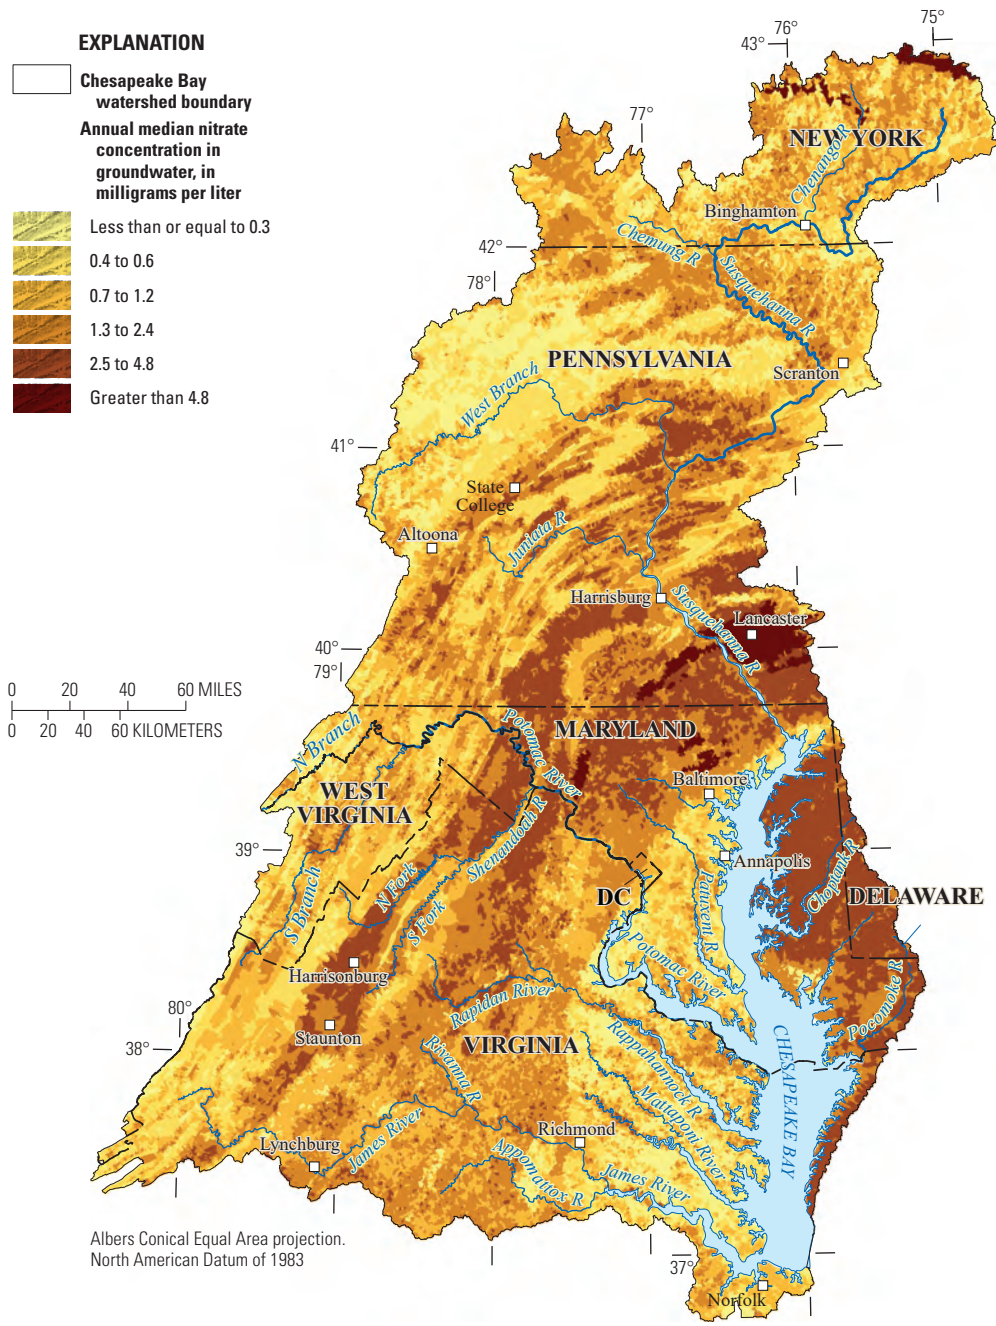 EXPLANATION
Chesapeake Bay
watershed boundary
Annual median nitrate
concentration in
groundwater, in
milligrams per liter
Less than or equal to 0.3
0.4 to 0.6
0.7 to 1.2
1.3 to 2.4
2.5 to 4.8
Greater than 4.8
75°
76°
43°
77°
NEW YORK
Chenango R
Binghamton
Chemung R
42°
78°
Susquehanna R
PENNSYLVANIA
Scranton
West Branch
41°
State
College
Altoona
Juniata R
Harrisburg
Susquehanna R
Lancaster
40°
79°
0 20 40 60 MILES
0 20 40 60 KILOMETERS
N Branch
Potomac River
MARYLAND
Baltimore
WEST
VIRGINIA
39°
Shenandoah R
Annapolis
Choptank R
S Branch
N Fork
S Fork
DC
Patuxent R
DELAWARE
Harrisonburg
Potomac River
Pocomoke R
80°
Rapidan River
Staunton
38°
VIRGINIA
Rappahannock R
CHESAPEAKE BAY
Rivanna R
Mattaponi River
Richmond
Lynchburg
James River
Appomattox R
James River
37°
Norfolk
Albers Conical Equal Area projection.
North American Datum of 1983